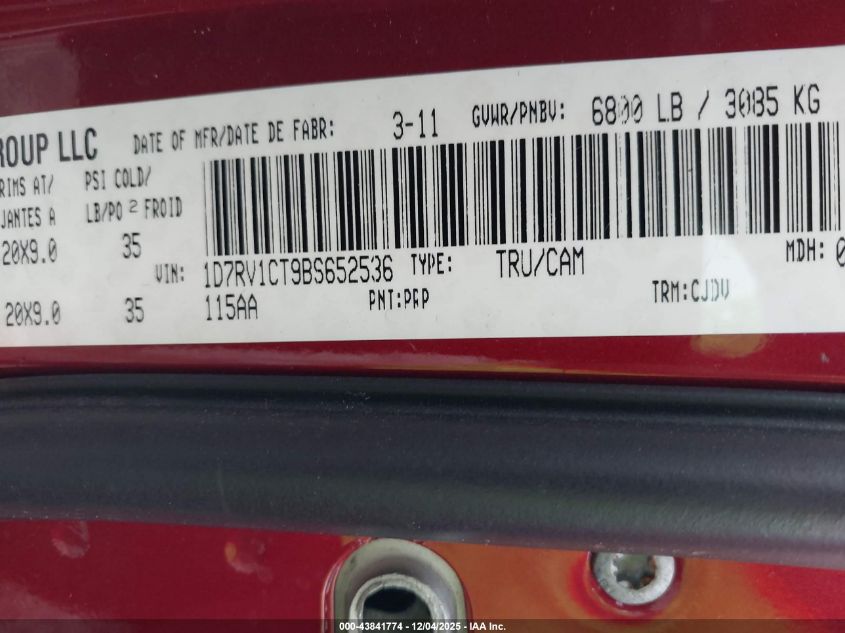 ROUP LLC DATE OF MFR/DATE DE FABR: 3-11 GVWR/PNBV: 6800 LB / 3085 KG
RIMS AT/ PSI COLD/
JANTES A LB/PO 2 FROID
20X9.0 35
VIN: 1D7RV1CT9BS652536 TYPE: TRU/CAM MDH: 0
20X9.0 35 115AA PNT:PRP TRM:CJDV
000-43841774 - 12/04/2025 - IAA Inc.